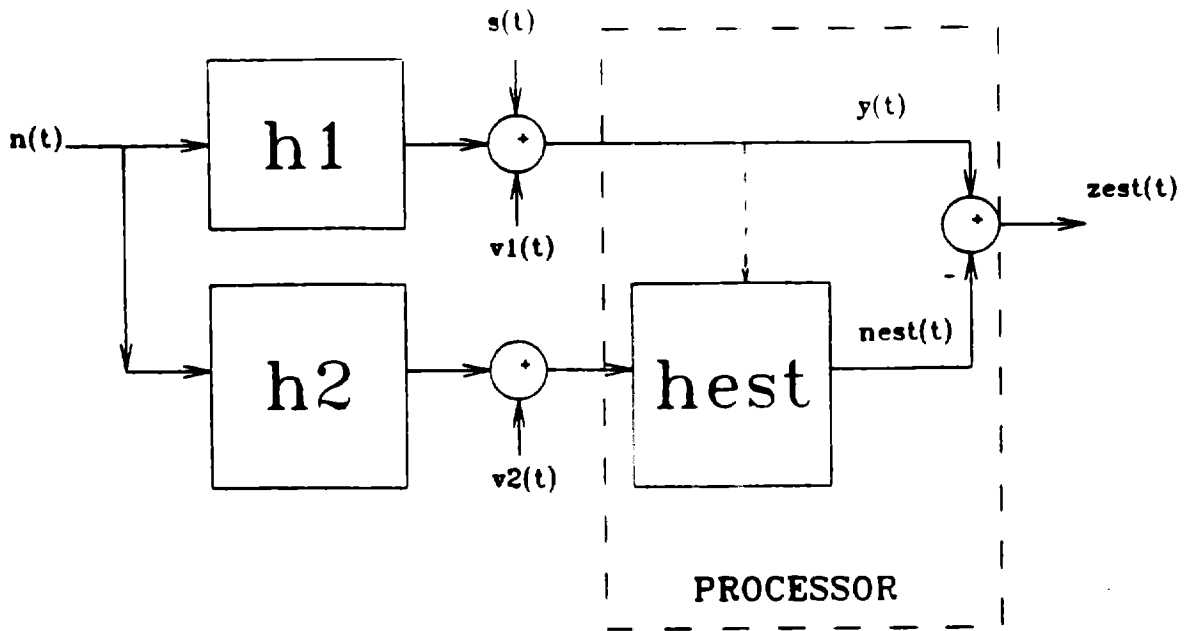 s(t)
n(t)
h1
y(t)
+
+
zest(t)
v1(t)
-
h2
+
hest
nest(t)
v2(t)
PROCESSOR